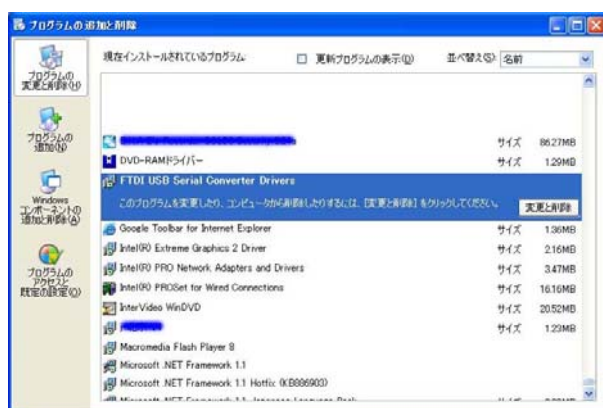 プログラムの追加と削除
プログラムの変更と削除(H)
プログラムの追加(N)
Windows コンポーネントの追加と削除(A)
プログラムのアクセスと既定の設定(O)
現在インストールされているプログラム:
更新プログラムの表示(D)
並べ替え(S): 名前
サイズ 86.27MB
DVD-RAMドライバー サイズ 1.29MB
FTDI USB Serial Converter Drivers
このプログラムを変更したり、コンピュータから削除したりするには、[変更と削除] をクリックしてください。 変更と削除
Google Toolbar for Internet Explorer サイズ 1.36MB
Intel(R) Extreme Graphics 2 Driver サイズ 2.16MB
Intel(R) PRO Network Adapters and Drivers サイズ 3.47MB
Intel(R) PROSet for Wired Connections サイズ 16.16MB
InterVideo WinDVD サイズ 20.52MB
サイズ 1.23MB
Macromedia Flash Player 8
Microsoft .NET Framework 1.1
Microsoft .NET Framework 1.1 Hotfix (KB886903)
Microsoft .NET Framework 1.1 Japanese Language Pack